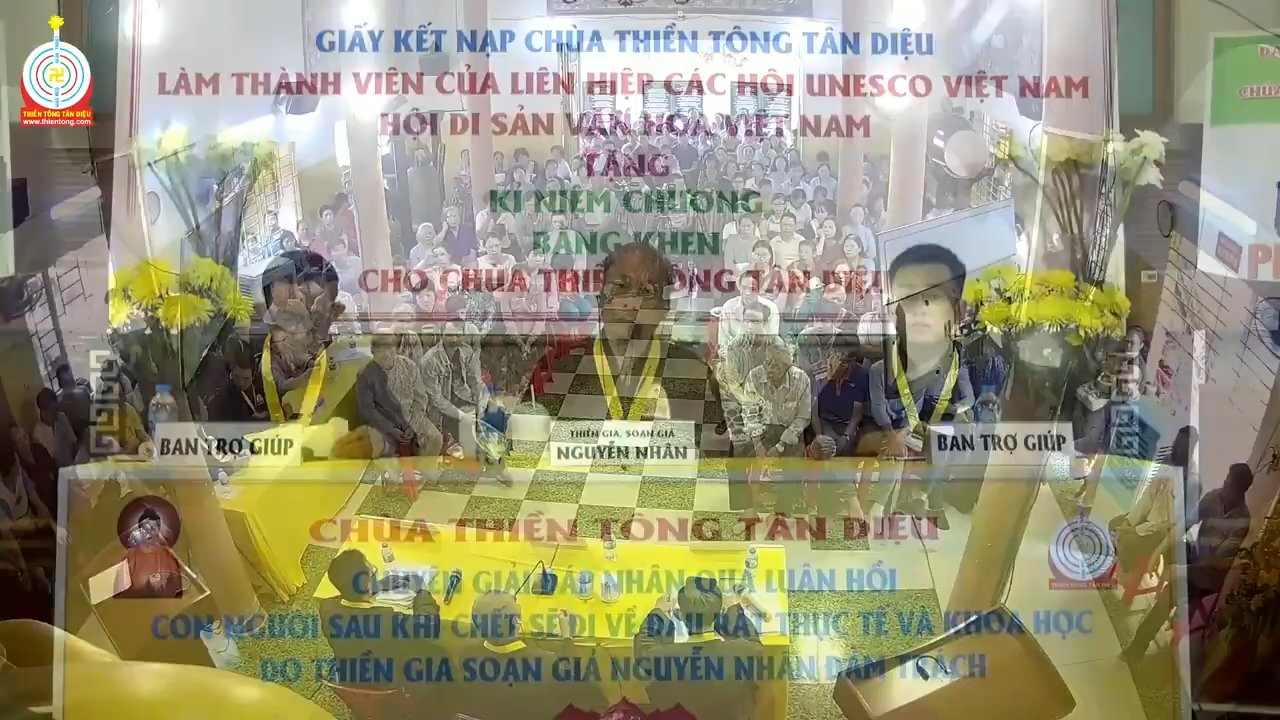 GIẤY KẾT NẠP CHÙA THIỀN TÔNG TÂN DIỆU
LÀM THÀNH VIÊN CỦA LIÊN HIỆP CÁC HỘI UNESCO VIỆT NAM
HỘI DI SẢN VĂN HÓA VIỆT NAM
TẶNG
KỈ NIỆM CHƯƠNG
BẰNG KHEN
CHO CHÙA THIỀN TÔNG TÂN DIỆU
THIỀN TÔNG TÂN DIỆU
www.thientong.com
BAN TRỢ GIÚP
THIỀN GIA, SOẠN GIẢ
NGUYỄN NHÂN
BAN TRỢ GIÚP
CHÙA THIỀN TÔNG TÂN DIỆU
CHUYÊN GIẢI ĐÁP NHÂN QUẢ LUÂN HỒI
CON NGƯỜI SAU KHI CHẾT SẼ ĐI VỀ ĐÂU RẤT THỰC TẾ VÀ KHOA HỌC
DO THIỀN GIA SOẠN GIẢ NGUYỄN NHÂN ĐẢM TRÁCH
THIỀN TÔNG TÂN DIỆU